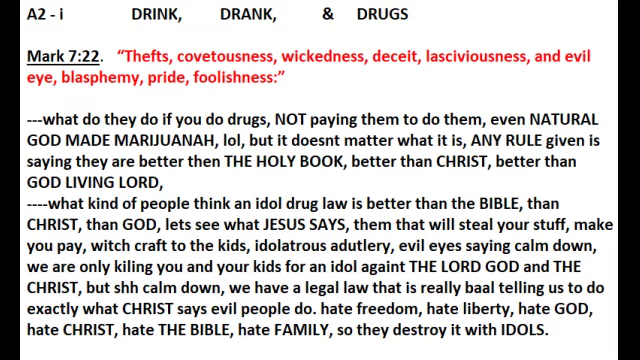 A2 - i DRINK, DRANK, & DRUGS
Mark 7:22. “Thefts, covetousness, wickedness, deceit, lasciviousness, and evil
eye, blasphemy, pride, foolishness:”
---what do they do if you do drugs, NOT paying them to do them, even NATURAL
GOD MADE MARIJUANAH, lol, but it doesnt matter what it is, ANY RULE given is
saying they are better then THE HOLY BOOK, better than CHRIST, better than
GOD LIVING LORD,
----what kind of people think an idol drug law is better than the BIBLE, than
CHRIST, than GOD, lets see what JESUS SAYS, them that will steal your stuff, make
you pay, witch craft to the kids, idolatrous adutlery, evil eyes saying calm down,
we are only kiling you and your kids for an idol againt THE LORD GOD and THE
CHRIST, but shh calm down, we have a legal law that is really baal telling us to do
exactly what CHRIST says evil people do. hate freedom, hate liberty, hate GOD,
hate CHRIST, hate THE BIBLE, hate FAMILY, so they destroy it with IDOLS.